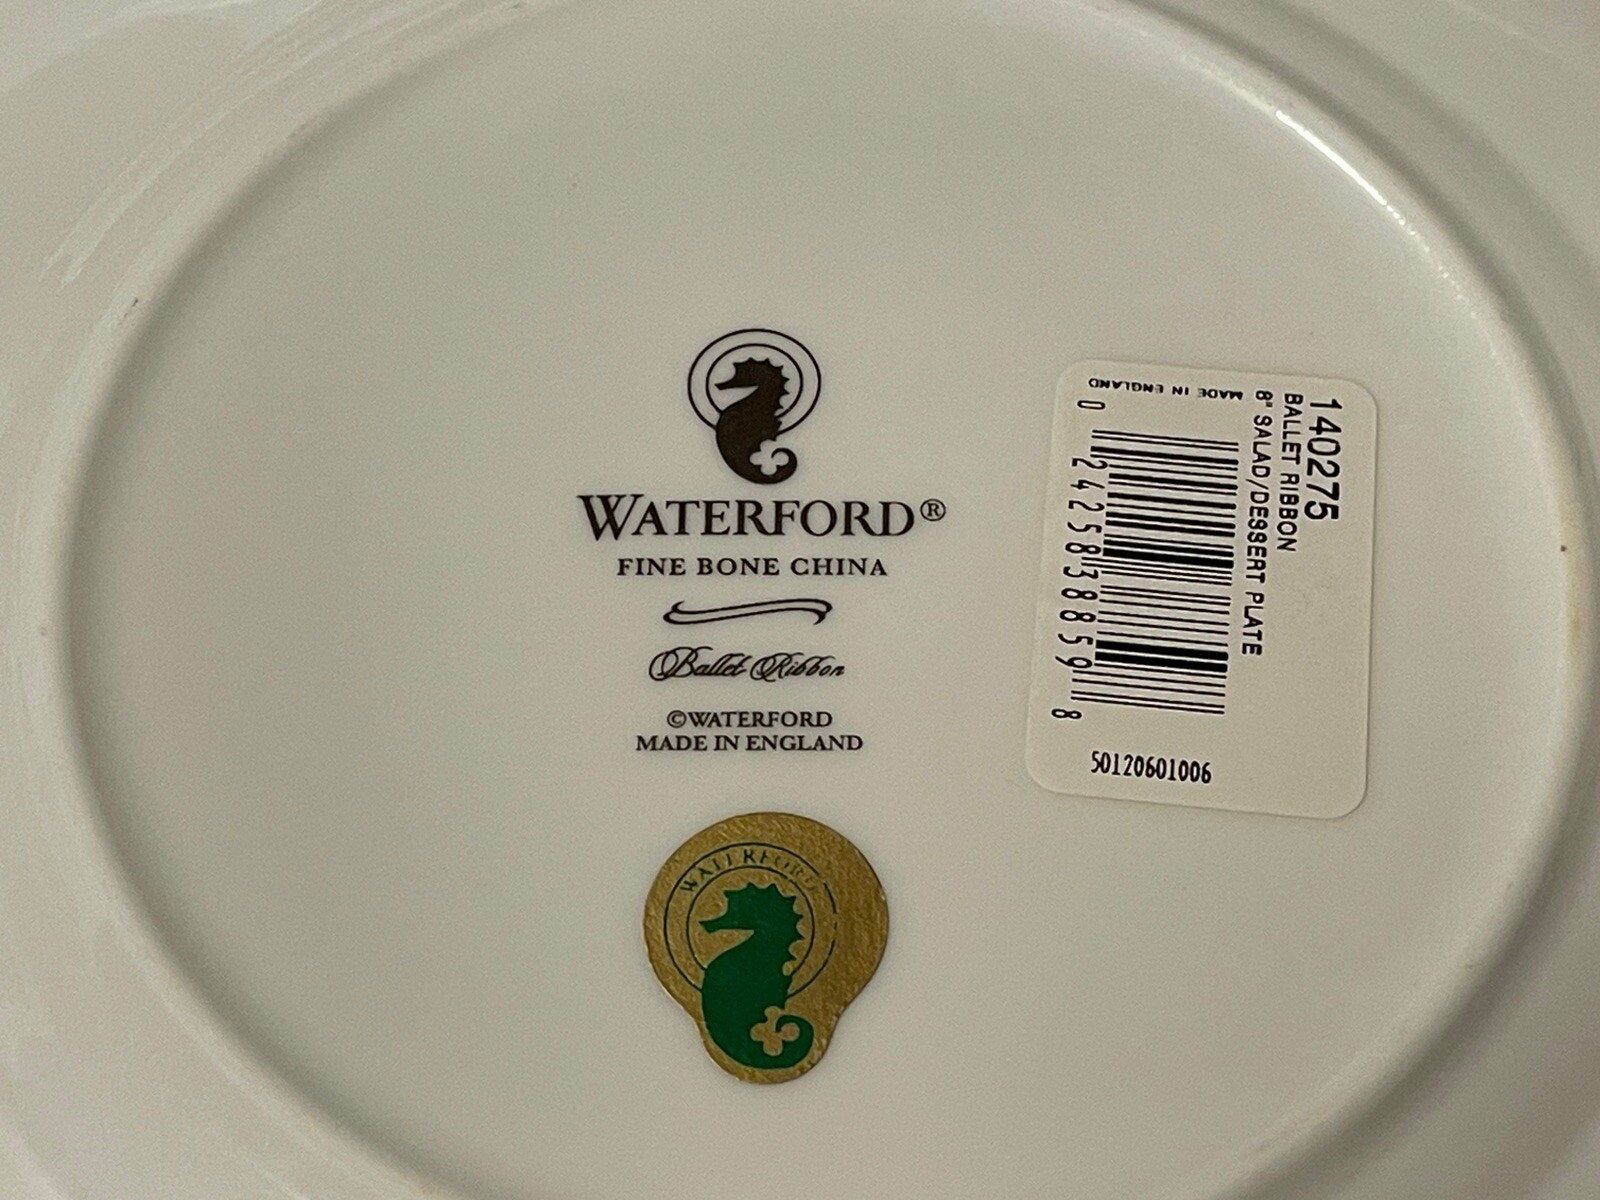 WATERFORD®
FINE BONE CHINA
Ballet Ribbon
©WATERFORD
MADE IN ENGLAND
WATERFORD
140275
BALLET RIBBON
8" SALAD/DESSERT PLATE
MADE IN ENGLAND
0 24258 38859 8
50120601006